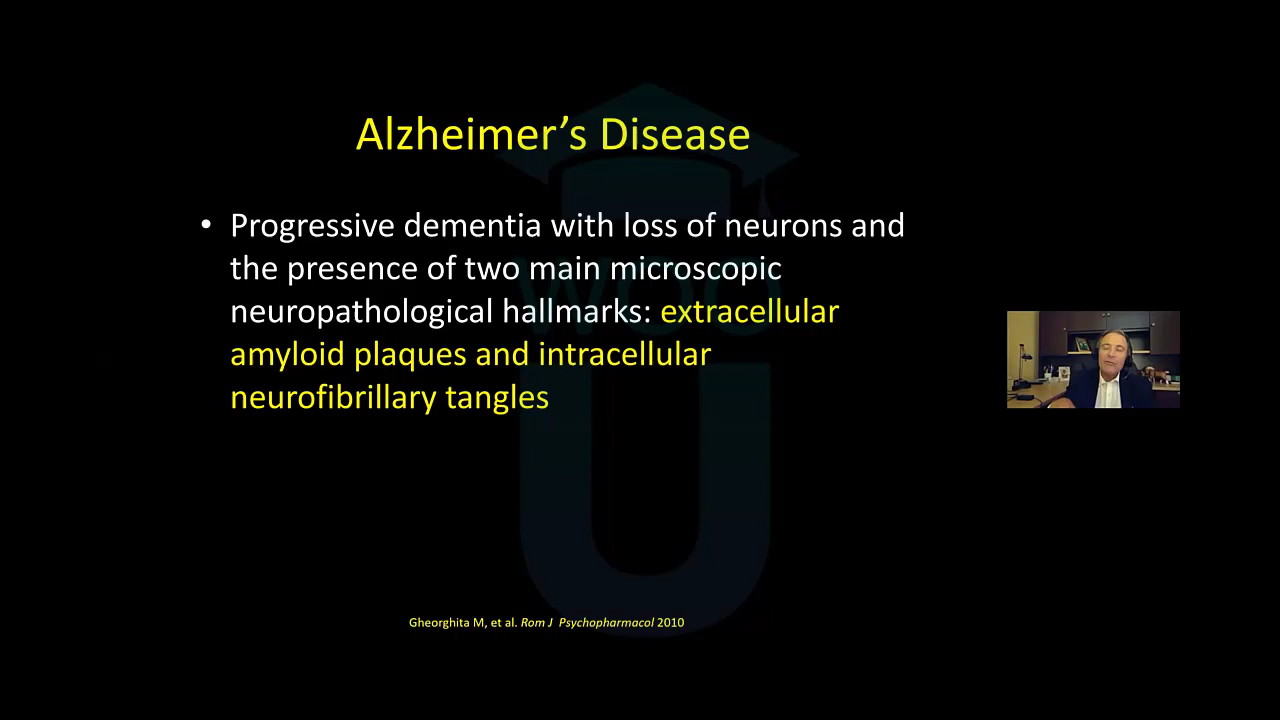 Alzheimer’s Disease
• Progressive dementia with loss of neurons and
the presence of two main microscopic
neuropathological hallmarks: extracellular
amyloid plaques and intracellular
neurofibrillary tangles
WOO
U
Gheorghita M, et al. Rom J  Psychopharmacol 2010